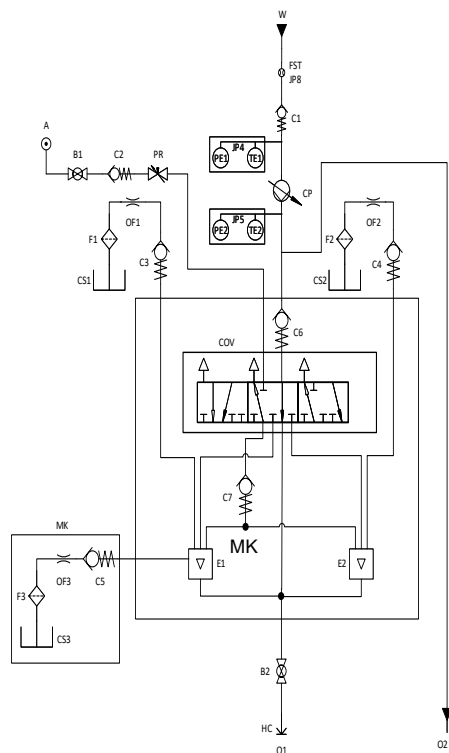 W
FST
JP8
C1
A
B1
C2
PR
JP4
PE1
TE1
CP
JP5
PE2
TE2
OF1
F1
C3
CS1
OF2
F2
C4
CS2
C6
COV
C7
MK
MK
E1
E2
OF3
C5
F3
CS3
B2
HC
O1
O2